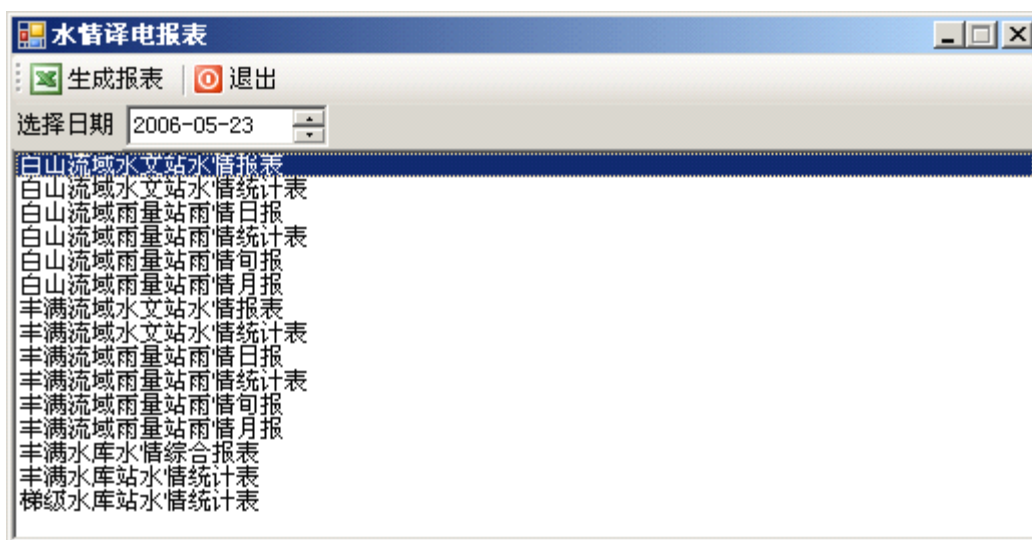 水情译电报表
生成报表 退出
选择日期 2006-05-23
白山流域水文站水情报表
白山流域水文站水情统计表
白山流域雨量站雨情日报
白山流域雨量站雨情统计表
白山流域雨量站雨情旬报
白山流域雨量站雨情月报
丰满流域水文站水情报表
丰满流域水文站水情统计表
丰满流域雨量站雨情日报
丰满流域雨量站雨情统计表
丰满流域雨量站雨情旬报
丰满流域雨量站雨情月报
丰满水库水情综合报表
丰满水库站水情统计表
梯级水库站水情统计表